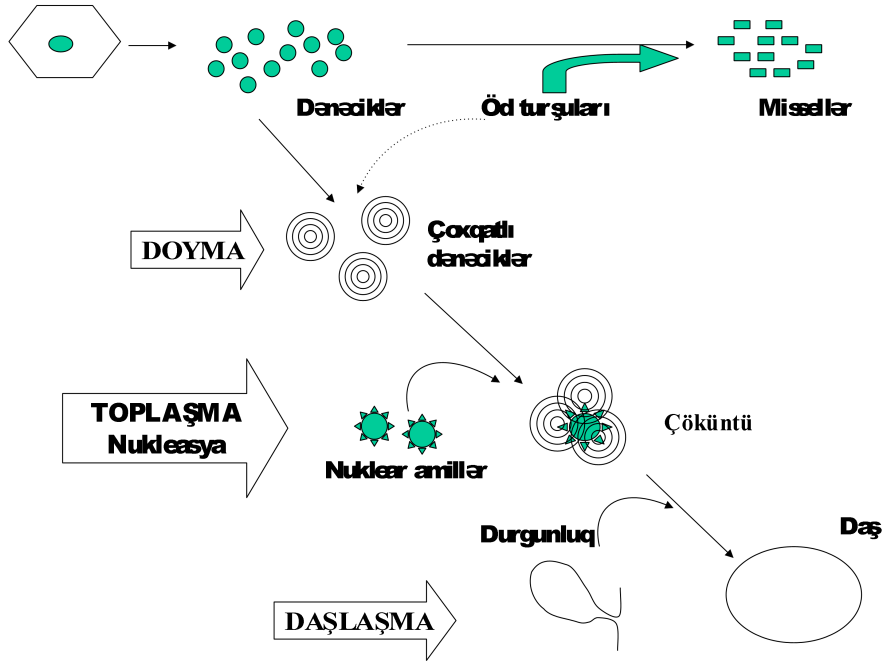 Dənəciklər
Öd turşuları
Missellər
DOYMA
Çoxqatlı
dənəciklər
TOPLAŞMA
Nukleasya
Nuklear amillər
Çöküntü
Durgunluq
Daş
DAŞLAŞMA